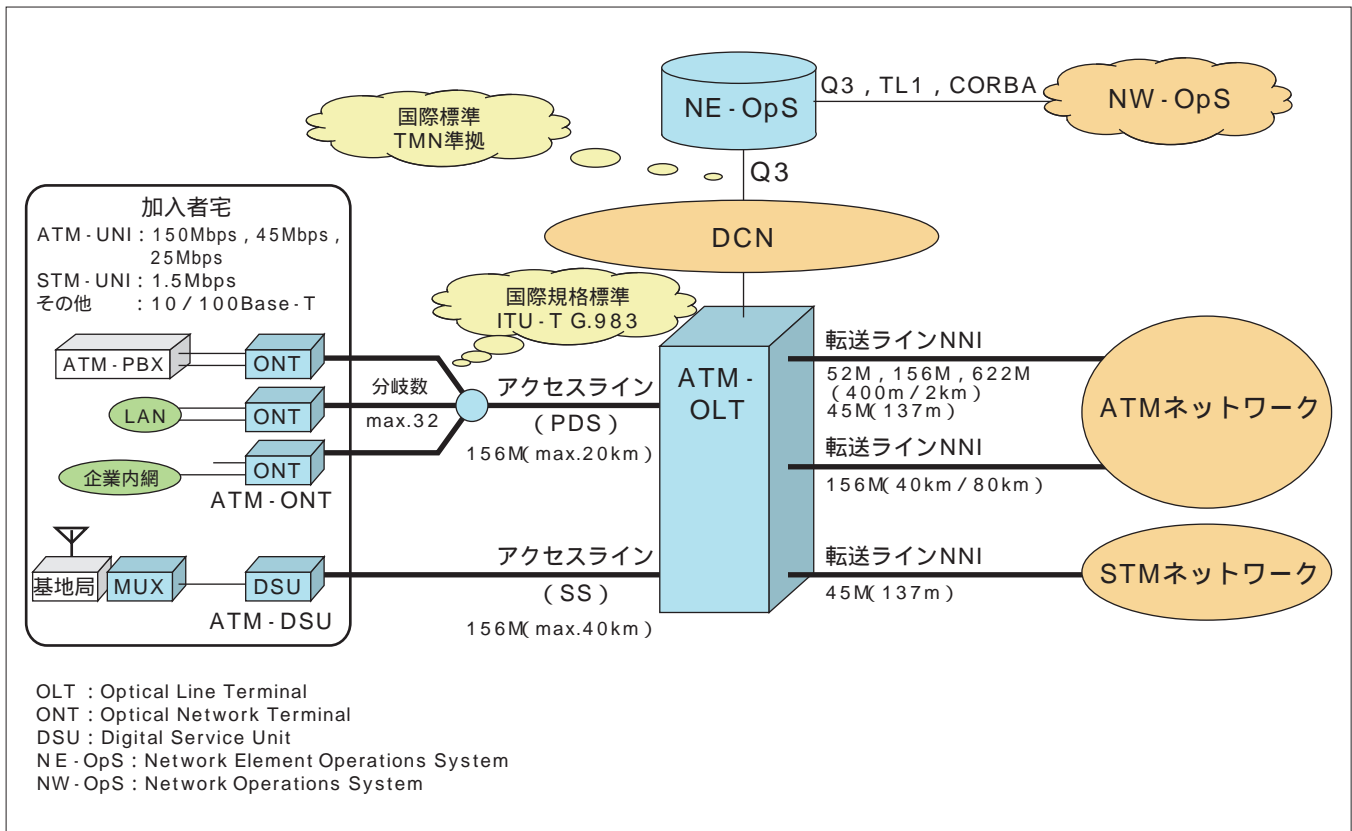 NE-OpS
Q3 , TL1 , CORBA
NW-OpS
国際標準
TMN準拠
Q3
DCN
加入者宅
ATM-UNI : 150Mbps , 45Mbps ,
25Mbps
STM-UNI : 1.5Mbps
その他 : 10 / 100Base-T
国際規格標準
ITU-T G.983
ATM-PBX
ONT
LAN
ONT
企業内網
ONT
ATM-ONT
分岐数
max.32
アクセスライン
( PDS )
156M( max.20km )
ATM-
OLT
転送ラインNNI
52M , 156M , 622M
( 400m / 2km )
45M( 137m )
ATMネットワーク
転送ラインNNI
156M( 40km / 80km )
基地局
MUX
DSU
ATM-DSU
アクセスライン
( SS )
156M( max.40km )
転送ラインNNI
45M( 137m )
STMネットワーク
OLT : Optical Line Terminal
ONT : Optical Network Terminal
DSU : Digital Service Unit
NE-OpS : Network Element Operations System
NW-OpS : Network Operations System